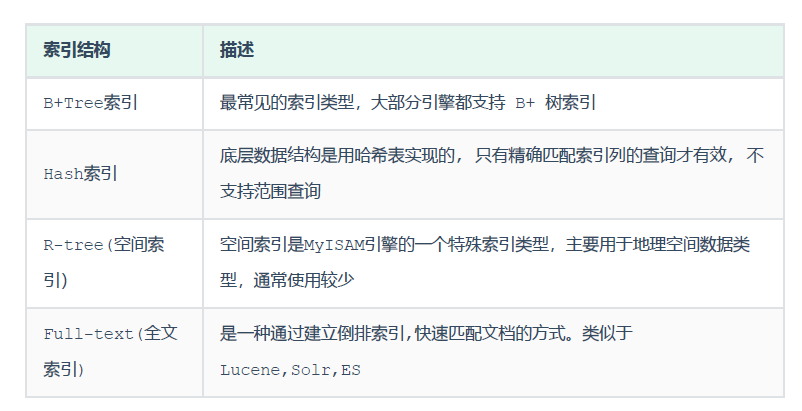 索引结构 描述
B+Tree索引 最常见的索引类型，大部分引擎都支持 B+ 树索引
Hash索引 底层数据结构是用哈希表实现的, 只有精确匹配索引列的查询才有效, 不
支持范围查询
R-tree(空间索
引) 空间索引是MyISAM引擎的一个特殊索引类型，主要用于地理空间数据类
型，通常使用较少
Full-text(全文
索引) 是一种通过建立倒排索引,快速匹配文档的方式。类似于
Lucene,Solr,ES